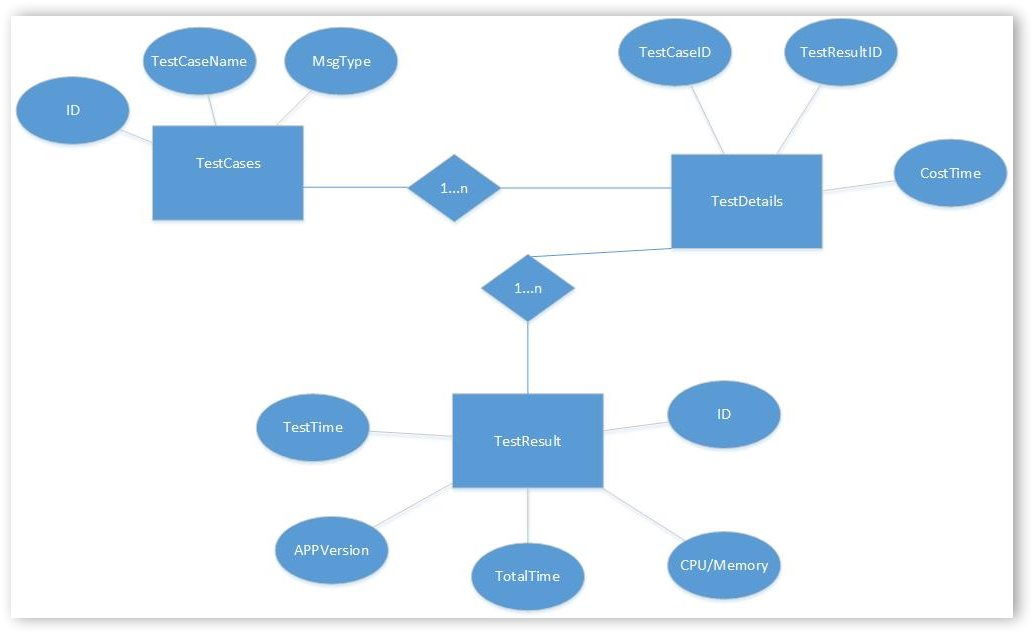 TestCaseName
MsgType
TestCaseID
TestResultID
ID
TestCases
CostTime
1...n
TestDetails
1...n
TestTime
ID
TestResult
APPVersion
TotalTime
CPU/Memory